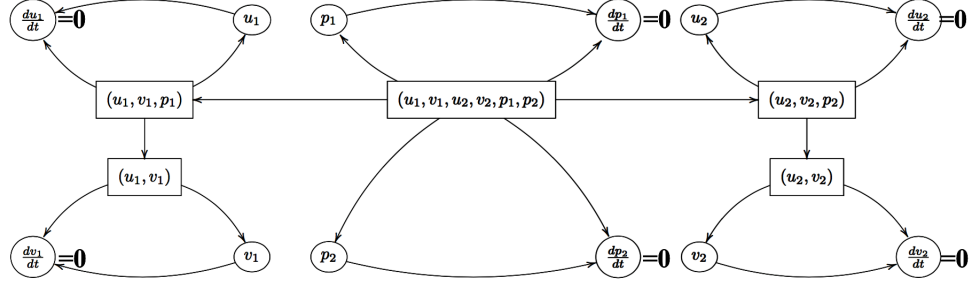 du₁/dt =0 u₁ p₁ dp₁/dt =0 u₂ du₂/dt =0
(u₁, v₁, p₁) (u₁, v₁, u₂, v₂, p₁, p₂) (u₂, v₂, p₂)
(u₁, v₁) (u₂, v₂)
dv₁/dt =0 v₁ p₂ dp₂/dt =0 v₂ dv₂/dt =0